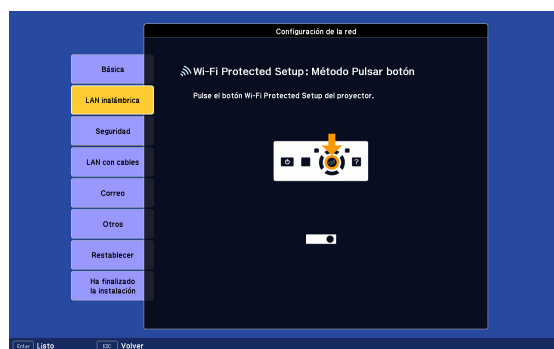 Configuración de la red
Básica
LAN inalámbrica
Seguridad
LAN con cables
Correo
Otros
Restablecer
Ha finalizado
la instalación
Wi-Fi Protected Setup: Método Pulsar botón
Pulse el botón Wi-Fi Protected Setup del proyector.
?
Enter Listo
ESC Volver